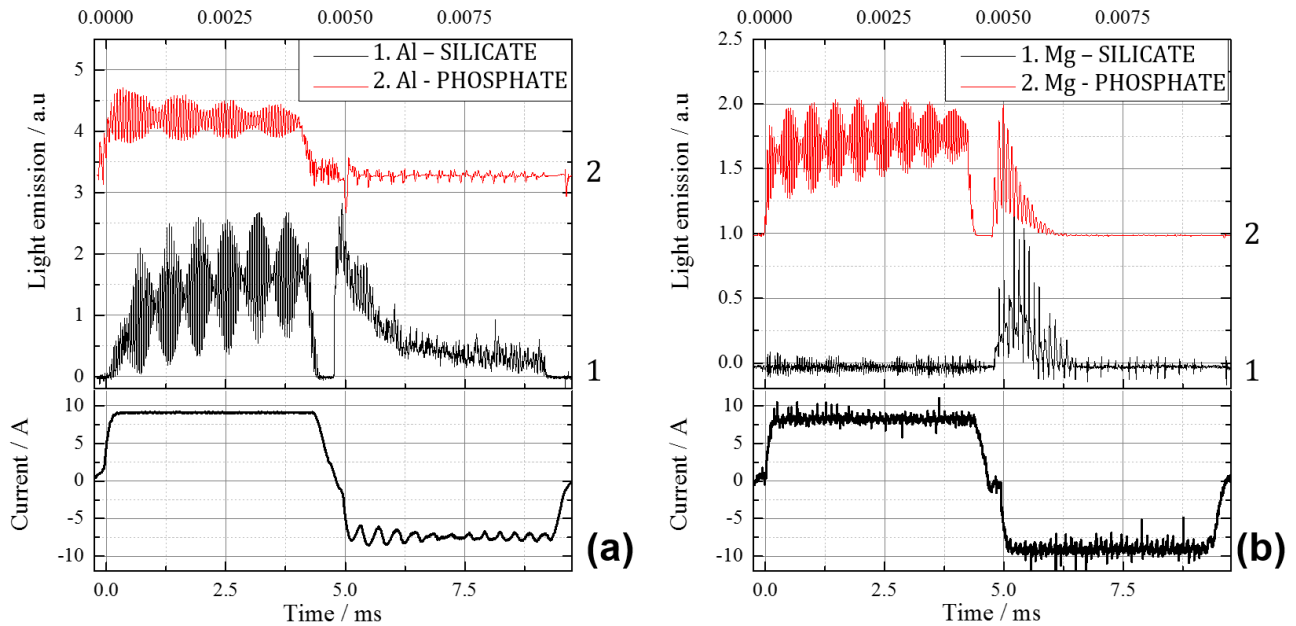 0.0000 0.0025 0.0050 0.0075
Light emission / a.u
5
4
3
2
1
0
1. Al – SILICATE
2. Al - PHOSPHATE
2
1
Current / A
10
5
0
-5
-10
0.0 2.5 5.0 7.5
Time / ms
(a)
0.0000 0.0025 0.0050 0.0075
Light emission / a.u
2.5
2.0
1.5
1.0
0.5
0.0
1. Mg – SILICATE
2. Mg - PHOSPHATE
2
1
Current / A
10
5
0
-5
-10
0.0 2.5 5.0 7.5
Time / ms
(b)